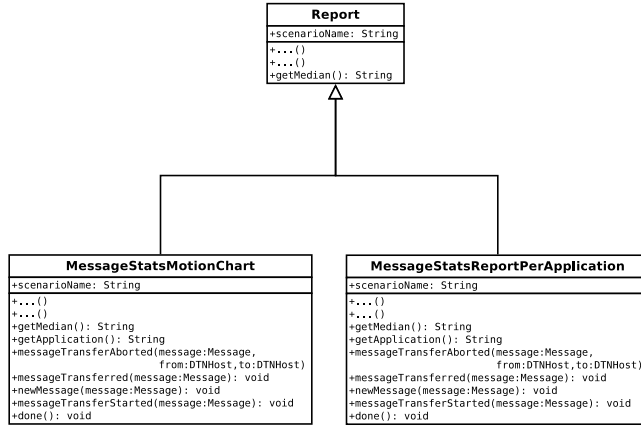 Report
+scenarioName: String
+...()
+...()
+getMedian(): String
MessageStatsMotionChart
+scenarioName: String
+...()
+...()
+getMedian(): String
+getApplication(): String
+messageTransferAborted(message:Message,
from:DTNHost,to:DTNHost)
+messageTransferred(message:Message): void
+newMessage(message:Message): void
+messageTransferStarted(message:Message): void
+done(): void
MessageStatsReportPerApplication
+scenarioName: String
+...()
+...()
+getMedian(): String
+getApplication(): String
+messageTransferAborted(message:Message,
from:DTNHost,to:DTNHost)
+messageTransferred(message:Message): void
+newMessage(message:Message): void
+messageTransferStarted(message:Message): void
+done(): void